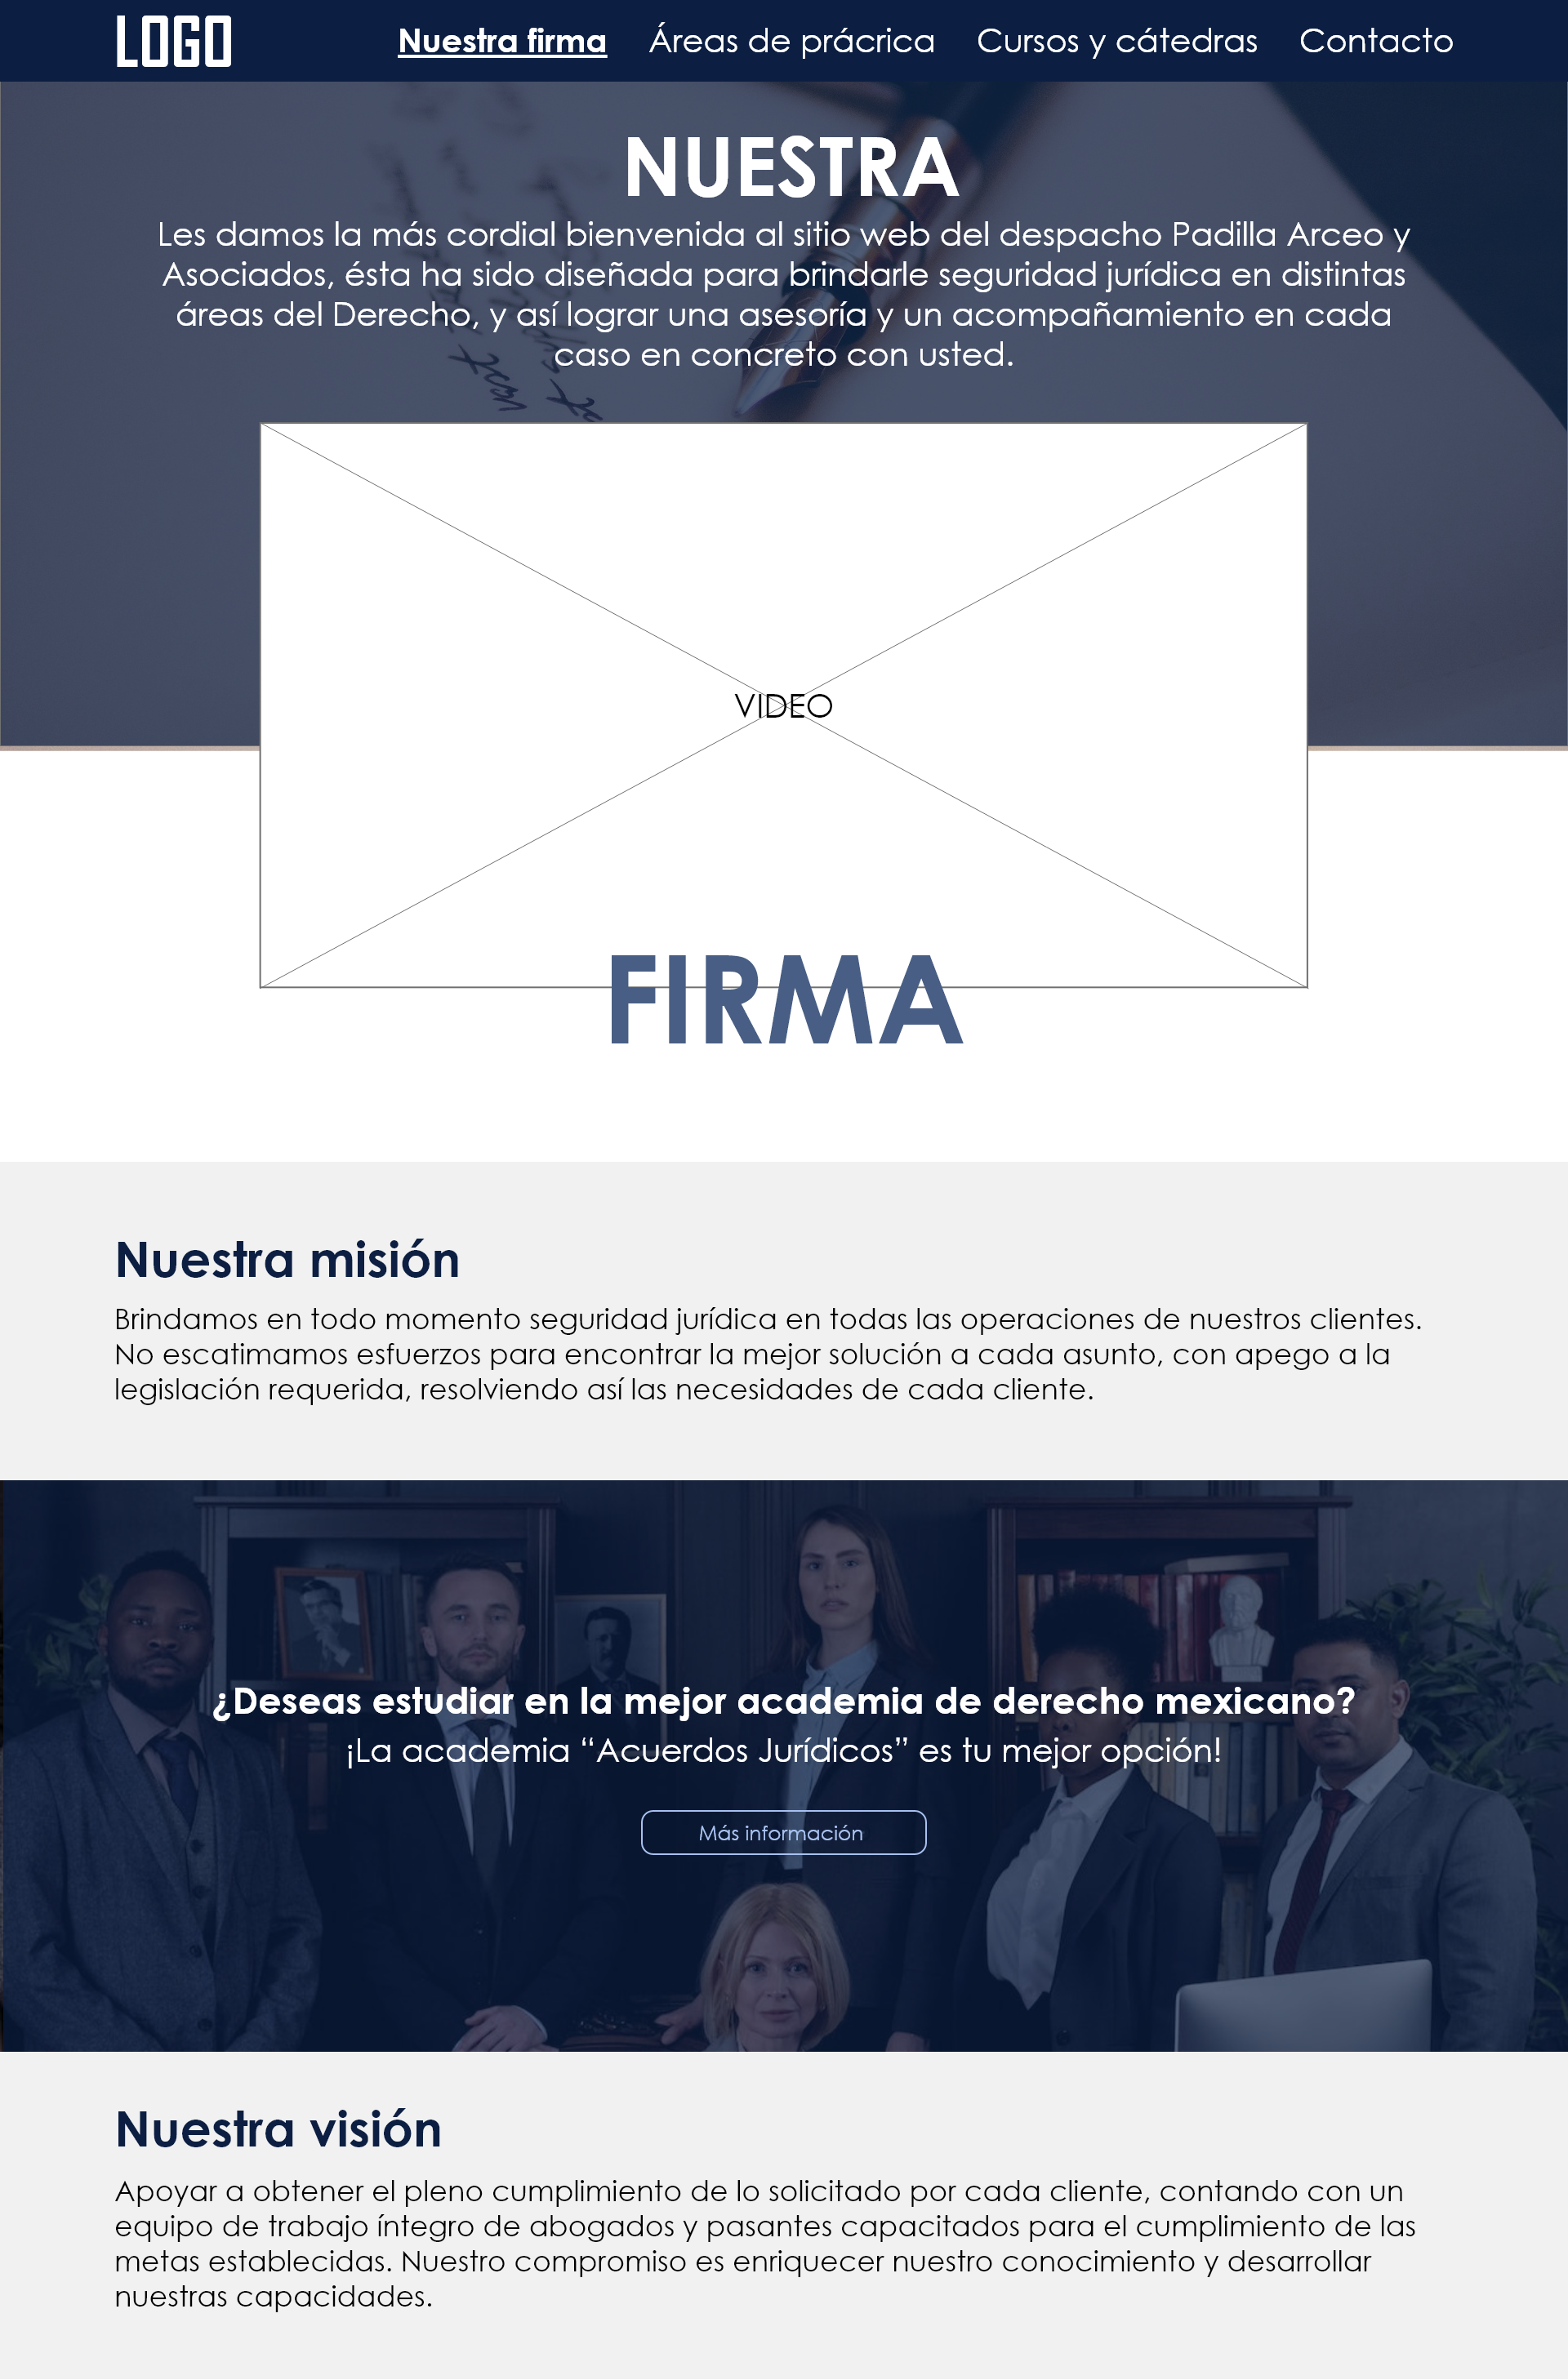 LOGO
Nuestra firma
Áreas de prácrica
Cursos y cátedras
Contacto
NUESTRA
Les damos la más cordial bienvenida al sitio web del despacho Padilla Arceo y
Asociados, ésta ha sido diseñada para brindarle seguridad jurídica en distintas
áreas del Derecho, y así lograr una asesoría y un acompañamiento en cada
caso en concreto con usted.
VIDEO
FIRMA
Nuestra misión
Brindamos en todo momento seguridad jurídica en todas las operaciones de nuestros clientes.
No escatimamos esfuerzos para encontrar la mejor solución a cada asunto, con apego a la
legislación requerida, resolviendo así las necesidades de cada cliente.
¿Deseas estudiar en la mejor academia de derecho mexicano?
¡La academia “Acuerdos Jurídicos” es tu mejor opción!
Más información
Nuestra visión
Apoyar a obtener el pleno cumplimiento de lo solicitado por cada cliente, contando con un
equipo de trabajo íntegro de abogados y pasantes capacitados para el cumplimiento de las
metas establecidas. Nuestro compromiso es enriquecer nuestro conocimiento y desarrollar
nuestras capacidades.